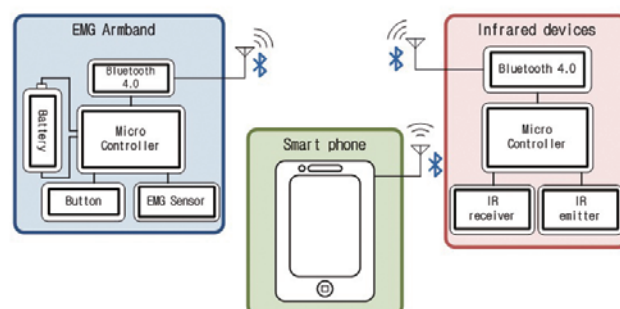 EMG Armband
Bluetooth
4.0
Battery
Micro
Controller
Button
EMG Sensor
Smart phone
Infrared devices
Bluetooth 4.0
Micro
Controller
IR
receiver
IR
emitter